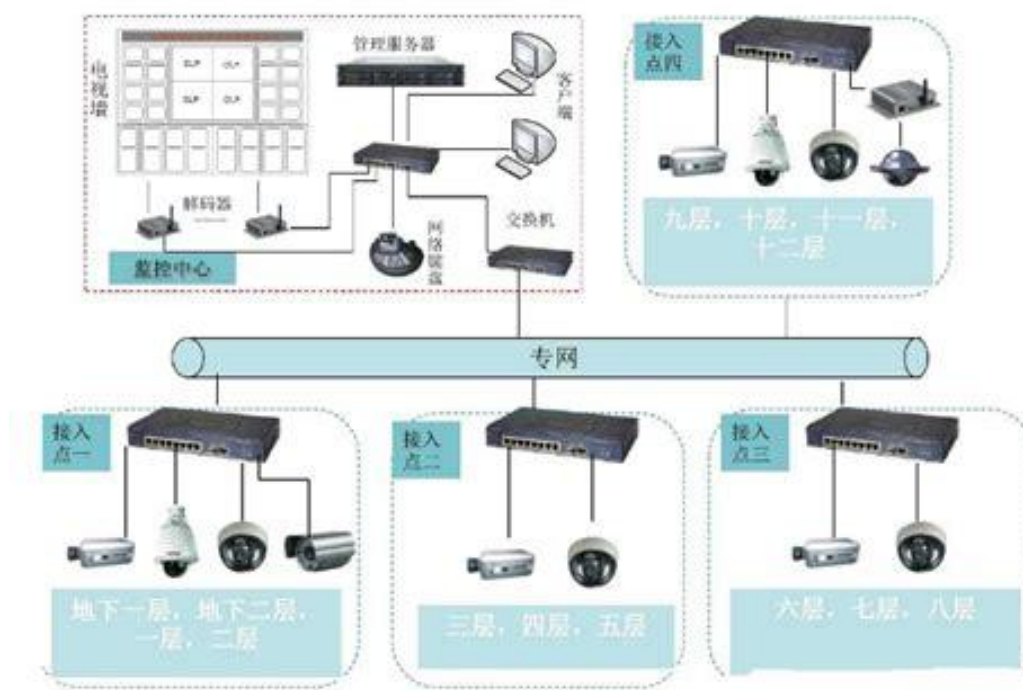 电视墙
DLP
DLP
DLP
DLP
管理服务器
客户端
解码器
网络键盘
交换机
监控中心
接入
点四
九层，十层，十一层，
十二层
专网
接入
点一
地下一层，地下二层，
一层，二层
接入
点二
三层，四层，五层
接入
点三
六层，七层，八层